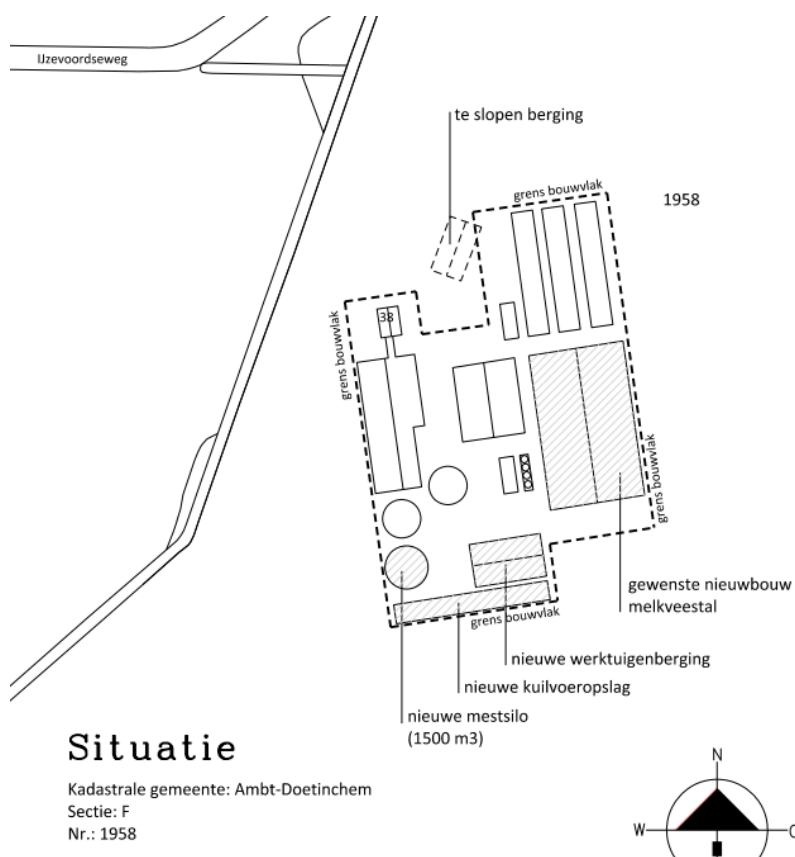 IJzevoordseweg
te slopen berging
grens bouwvlak
1958
grens bouwvlak
38
grens bouwvlak
gewenste nieuwbouw
melkveestal
grens bouwvlak
nieuwe werktuigenberging
nieuwe kuilvoeropslag
nieuwe mestsilo
(1500 m3)
Situatie
Kadastrale gemeente: Ambt-Doetinchem
Sectie: F
Nr.: 1958
N
W
O